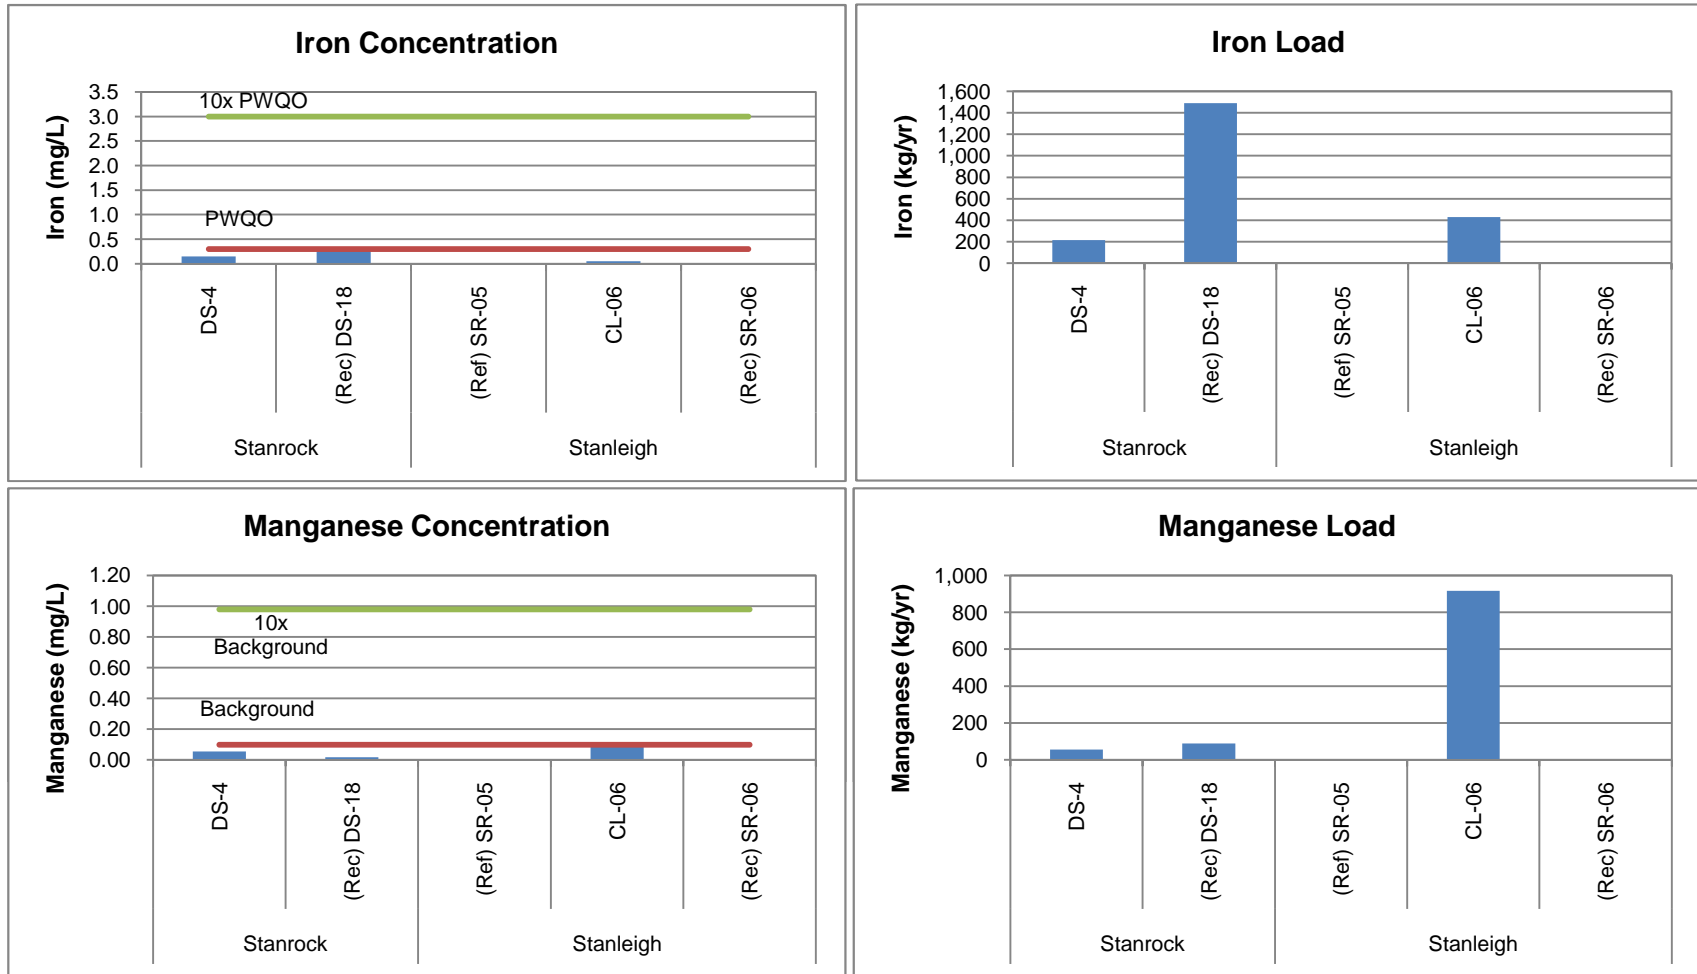 Iron Concentration
Iron (mg/L)
3.5
3.0
2.5
2.0
1.5
1.0
0.5
0.0
10x PWQO
PWQO
DS-4
(Rec) DS-18
(Ref) SR-05
CL-06
(Rec) SR-06
Stanrock
Stanleigh
Iron Load
Iron (kg/yr)
1,600
1,400
1,200
1,000
800
600
400
200
0
DS-4
(Rec) DS-18
(Ref) SR-05
CL-06
(Rec) SR-06
Stanrock
Stanleigh
Manganese Concentration
Manganese (mg/L)
1.20
1.00
0.80
0.60
0.40
0.20
0.00
10x
Background
Background
DS-4
(Rec) DS-18
(Ref) SR-05
CL-06
(Rec) SR-06
Stanrock
Stanleigh
Manganese Load
Manganese (kg/yr)
1,000
800
600
400
200
0
DS-4
(Rec) DS-18
(Ref) SR-05
CL-06
(Rec) SR-06
Stanrock
Stanleigh